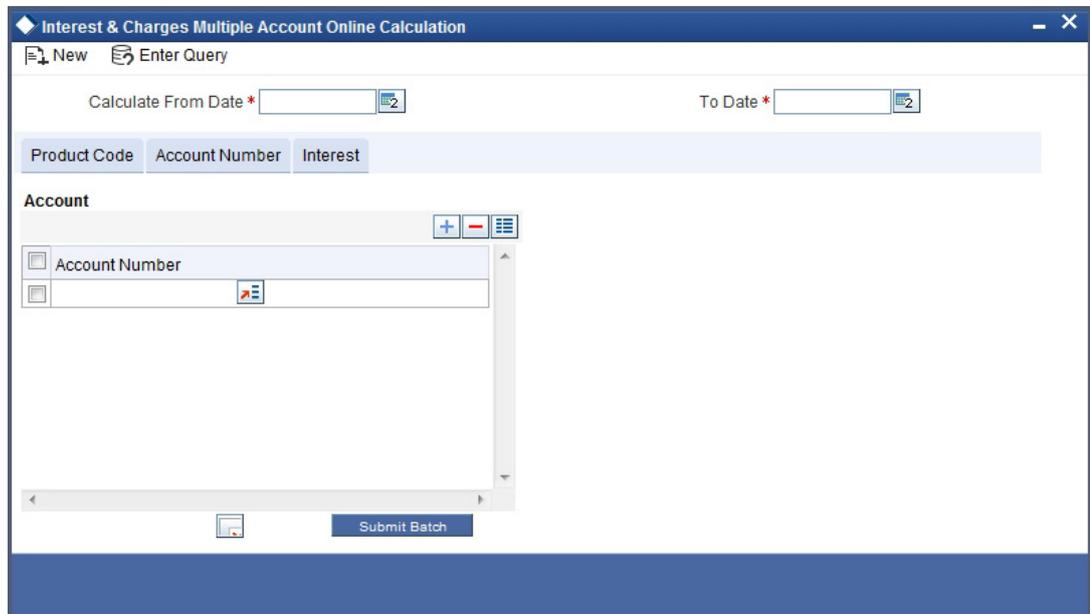 Interest & Charges Multiple Account Online Calculation
New Enter Query
Calculate From Date * To Date *
Product Code Account Number Interest
Account
Account Number
Submit Batch